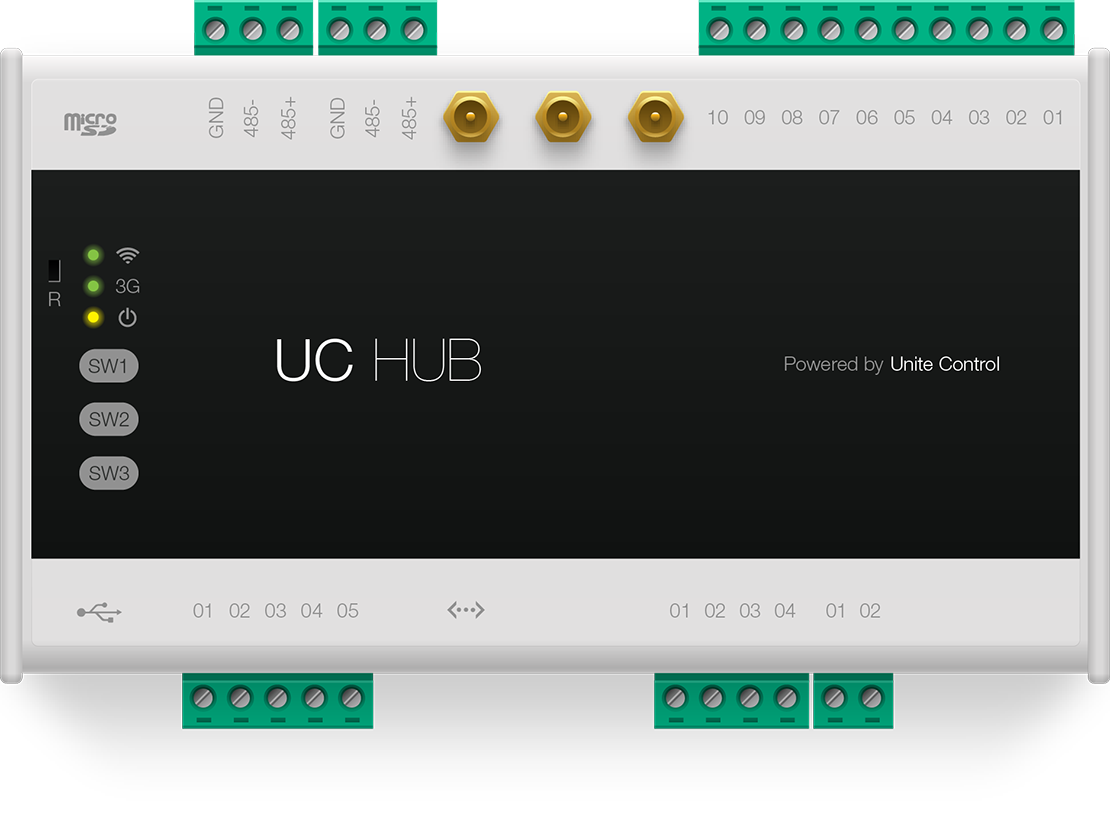 micro SD
GND 485- 485+ GND 485- 485+
10 09 08 07 06 05 04 03 02 01
3G
R
SW1
UC HUB
Powered by Unite Control
SW2
SW3
01 02 03 04 05
01 02 03 04 01 02